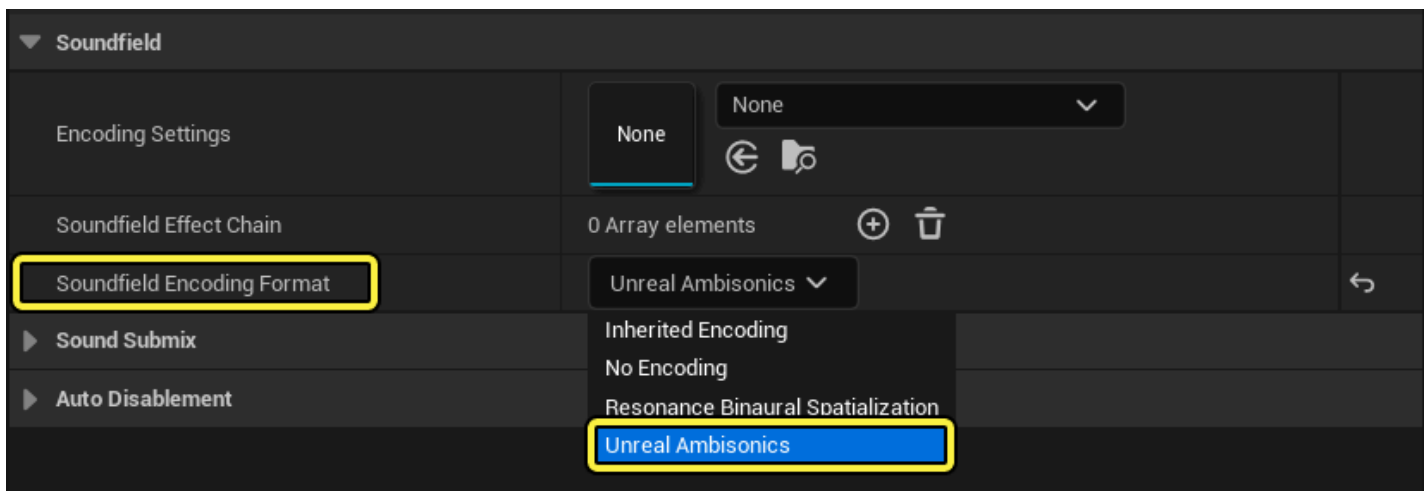 Soundfield
Encoding Settings
None
None
Soundfield Effect Chain
0 Array elements
Soundfield Encoding Format
Unreal Ambisonics
Inherited Encoding
No Encoding
Resonance Binaural Spatialization
Unreal Ambisonics
Sound Submix
Auto Disablement